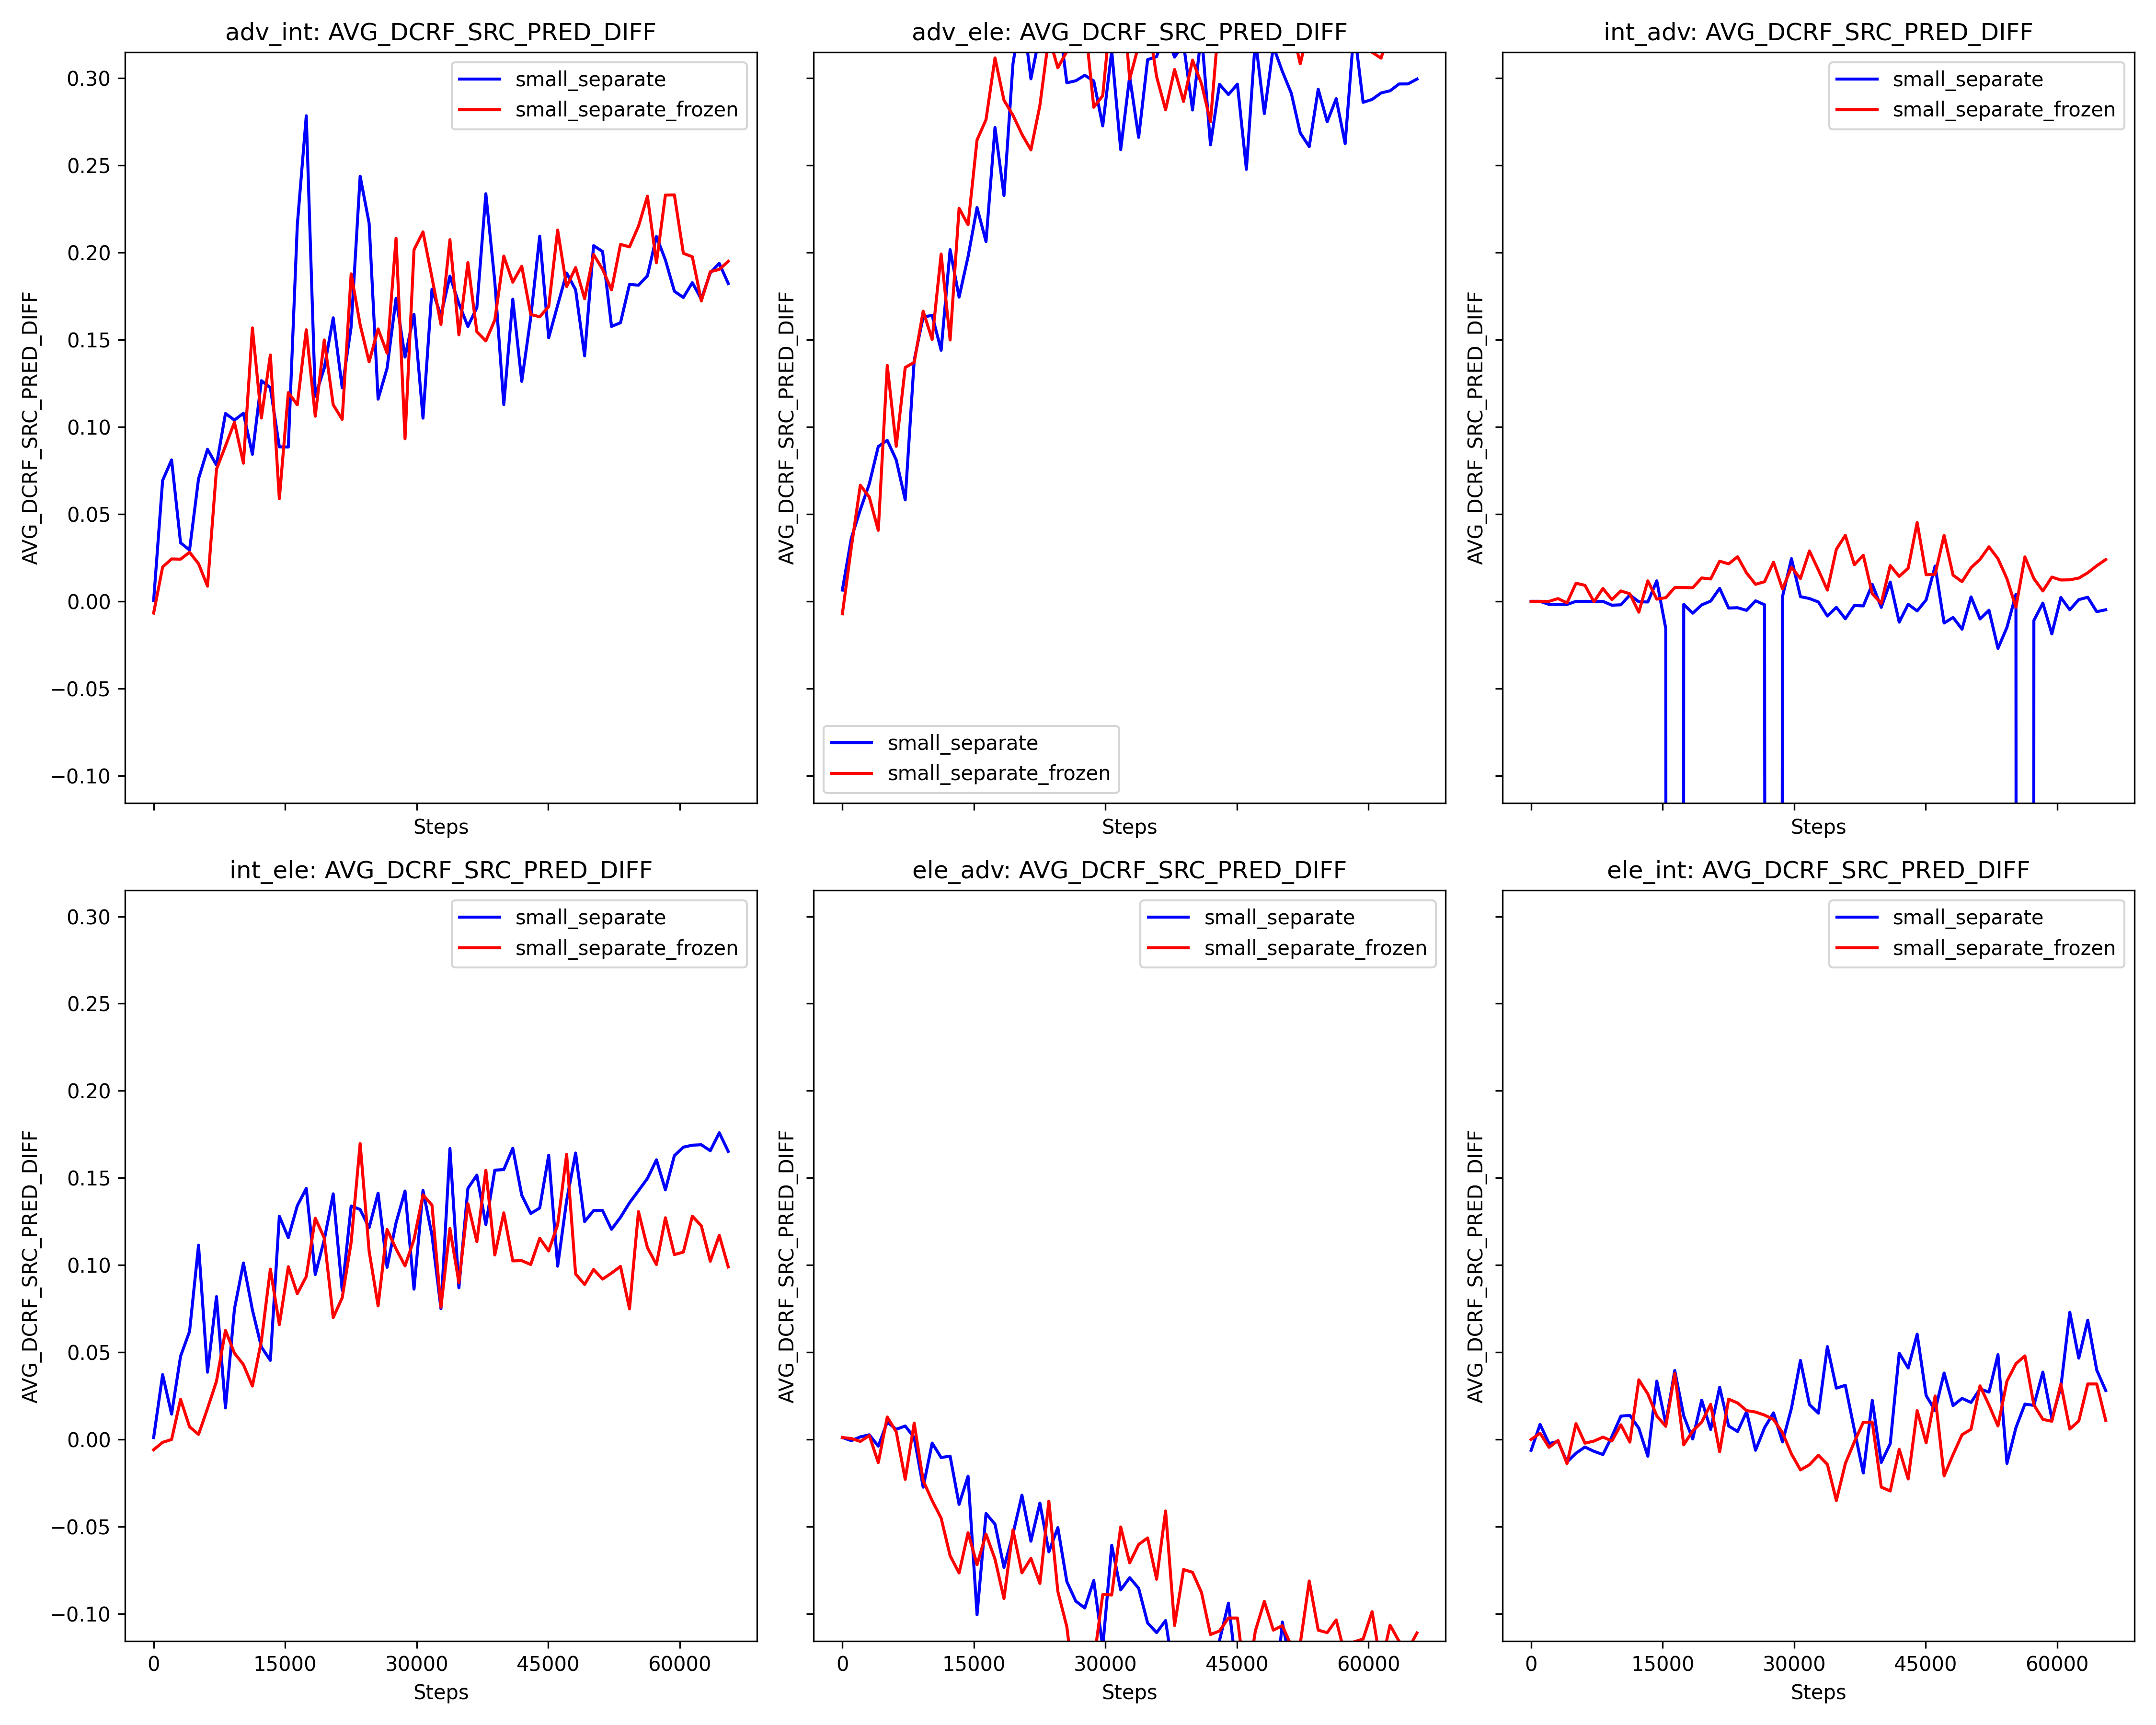 adv_int: AVG_DCRF_SRC_PRED_DIFF
adv_ele: AVG_DCRF_SRC_PRED_DIFF
int_adv: AVG_DCRF_SRC_PRED_DIFF
AVG_DCRF_SRC_PRED_DIFF
0.30
0.25
0.20
0.15
0.10
0.05
0.00
−0.05
−0.10
small_separate
small_separate_frozen
Steps
AVG_DCRF_SRC_PRED_DIFF
small_separate
small_separate_frozen
Steps
AVG_DCRF_SRC_PRED_DIFF
small_separate
small_separate_frozen
Steps
int_ele: AVG_DCRF_SRC_PRED_DIFF
ele_adv: AVG_DCRF_SRC_PRED_DIFF
ele_int: AVG_DCRF_SRC_PRED_DIFF
AVG_DCRF_SRC_PRED_DIFF
0.30
0.25
0.20
0.15
0.10
0.05
0.00
−0.05
−0.10
small_separate
small_separate_frozen
0 15000 30000 45000 60000
Steps
AVG_DCRF_SRC_PRED_DIFF
small_separate
small_separate_frozen
0 15000 30000 45000 60000
Steps
AVG_DCRF_SRC_PRED_DIFF
small_separate
small_separate_frozen
0 15000 30000 45000 60000
Steps